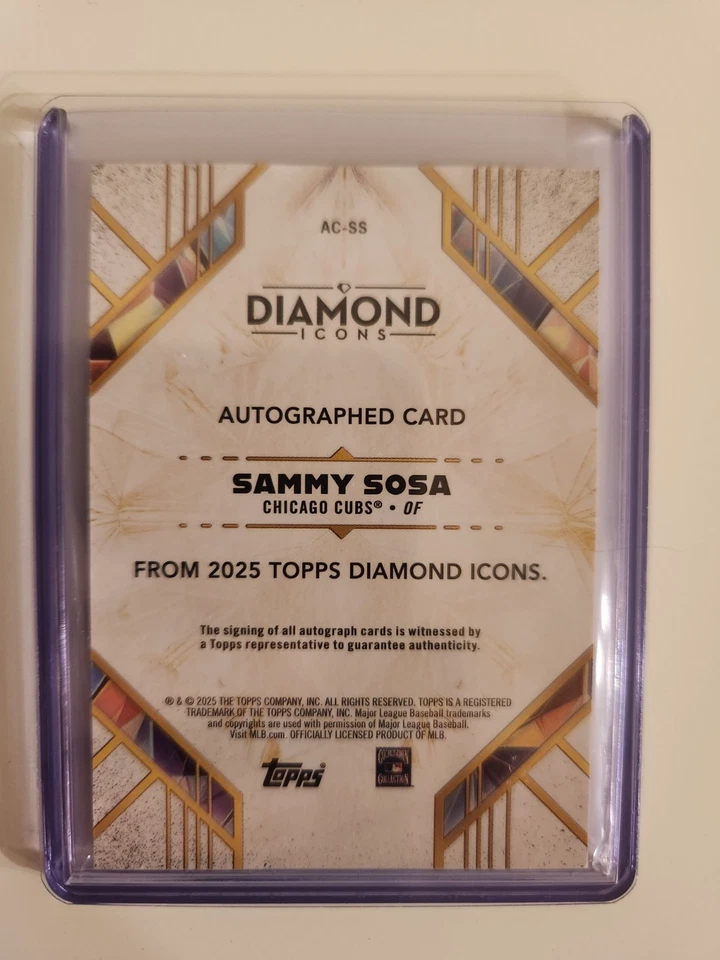 AC-SS
DIAMOND
ICONS
AUTOGRAPHED CARD
SAMMY SOSA
CHICAGO CUBS® • OF
FROM 2025 TOPPS DIAMOND ICONS.
The signing of all autograph cards is witnessed by
a Topps representative to guarantee authenticity.
® & © 2025 THE TOPPS COMPANY, INC. ALL RIGHTS RESERVED. TOPPS IS A REGISTERED
TRADEMARK OF THE TOPPS COMPANY, INC. Major League Baseball trademarks
and copyrights are used with permission of Major League Baseball.
Visit MLB.com. OFFICIALLY LICENSED PRODUCT OF MLB.
topps®
COLLECTION